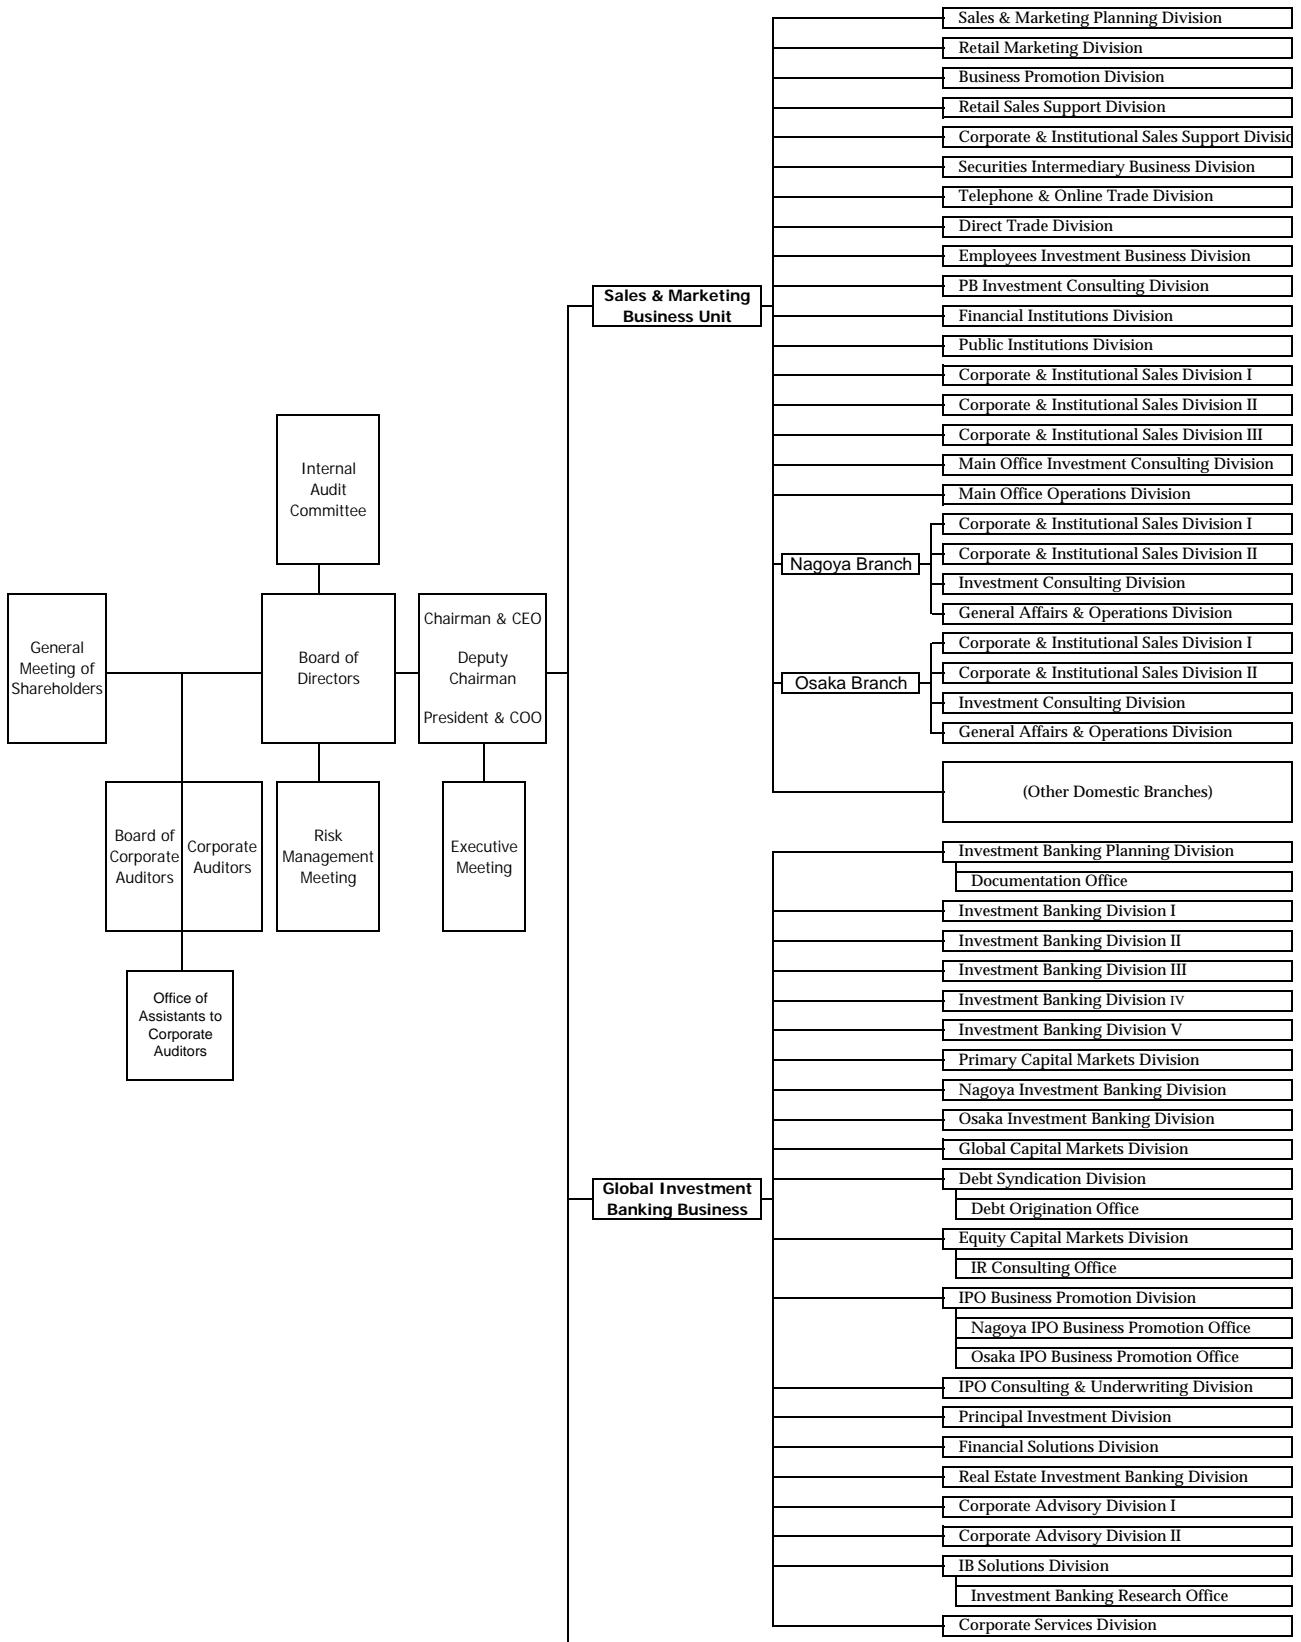 General
Meeting of
Shareholders
Board of
Corporate
Auditors
Corporate
Auditors
Office of
Assistants to
Corporate
Auditors
Internal
Audit
Committee
Board of
Directors
Risk
Management
Meeting
Chairman & CEO
Deputy
Chairman
President & COO
Executive
Meeting
Sales & Marketing
Business Unit
Sales & Marketing Planning Division
Retail Marketing Division
Business Promotion Division
Retail Sales Support Division
Corporate & Institutional Sales Support Divisio
Securities Intermediary Business Division
Telephone & Online Trade Division
Direct Trade Division
Employees Investment Business Division
PB Investment Consulting Division
Financial Institutions Division
Public Institutions Division
Corporate & Institutional Sales Division I
Corporate & Institutional Sales Division II
Corporate & Institutional Sales Division III
Main Office Investment Consulting Division
Main Office Operations Division
Nagoya Branch
Corporate & Institutional Sales Division I
Corporate & Institutional Sales Division II
Investment Consulting Division
General Affairs & Operations Division
Osaka Branch
Corporate & Institutional Sales Division I
Corporate & Institutional Sales Division II
Investment Consulting Division
General Affairs & Operations Division
(Other Domestic Branches)
Global Investment
Banking Business
Investment Banking Planning Division
Documentation Office
Investment Banking Division I
Investment Banking Division II
Investment Banking Division III
Investment Banking Division IV
Investment Banking Division V
Primary Capital Markets Division
Nagoya Investment Banking Division
Osaka Investment Banking Division
Global Capital Markets Division
Debt Syndication Division
Debt Origination Office
Equity Capital Markets Division
IR Consulting Office
IPO Business Promotion Division
Nagoya IPO Business Promotion Office
Osaka IPO Business Promotion Office
IPO Consulting & Underwriting Division
Principal Investment Division
Financial Solutions Division
Real Estate Investment Banking Division
Corporate Advisory Division I
Corporate Advisory Division II
IB Solutions Division
Investment Banking Research Office
Corporate Services Division